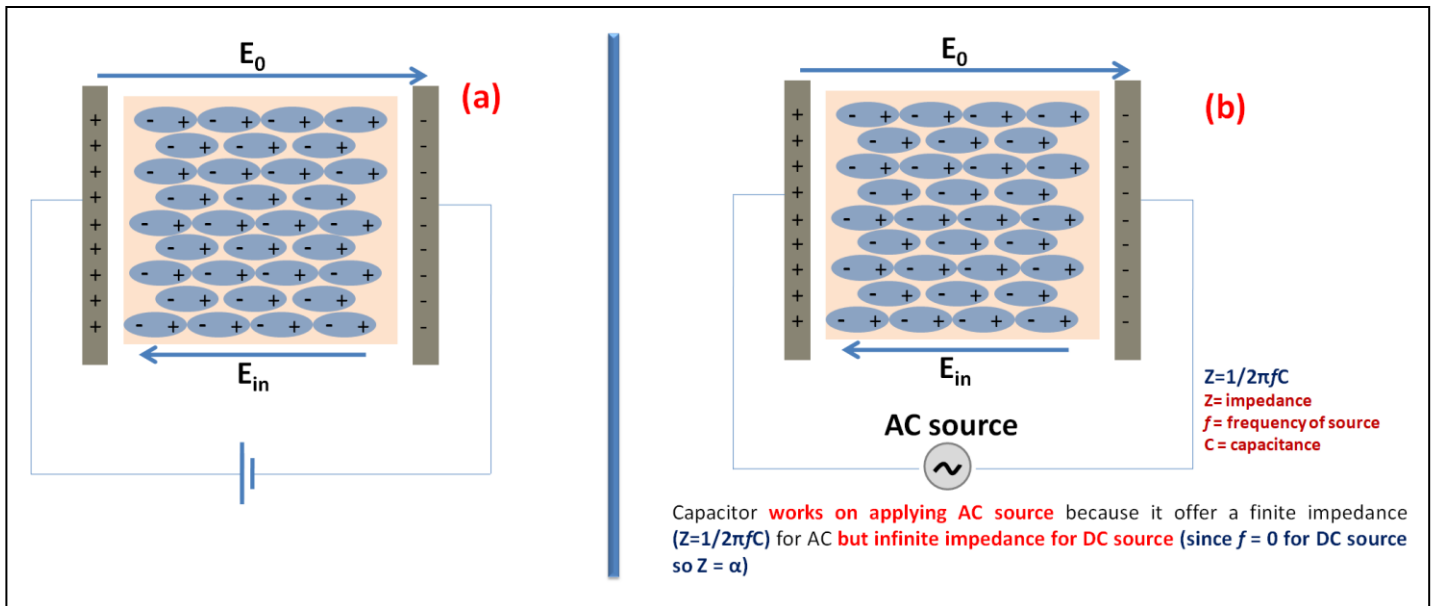 E0
(a)
+ - + - + - + - + -
+ - + - + - + -
+ - + - + - + - + -
+ - + - + - + -
+ - + - + - + - + -
+ - + - + - + -
+ - + - + - + - + -
+ - + - + - + -
+ - + - + - + - + -
Ein
E0
(b)
+ - + - + - + - + -
+ - + - + - + -
+ - + - + - + - + -
+ - + - + - + -
+ - + - + - + - + -
+ - + - + - + -
+ - + - + - + - + -
+ - + - + - + -
+ - + - + - + - + -
Ein
Z=1/2πfC
Z= impedance
f = frequency of source
C = capacitance
AC source
~
Capacitor works on applying AC source because it offer a finite impedance
(Z=1/2πfC) for AC but infinite impedance for DC source (since f = 0 for DC source
so Z = α)